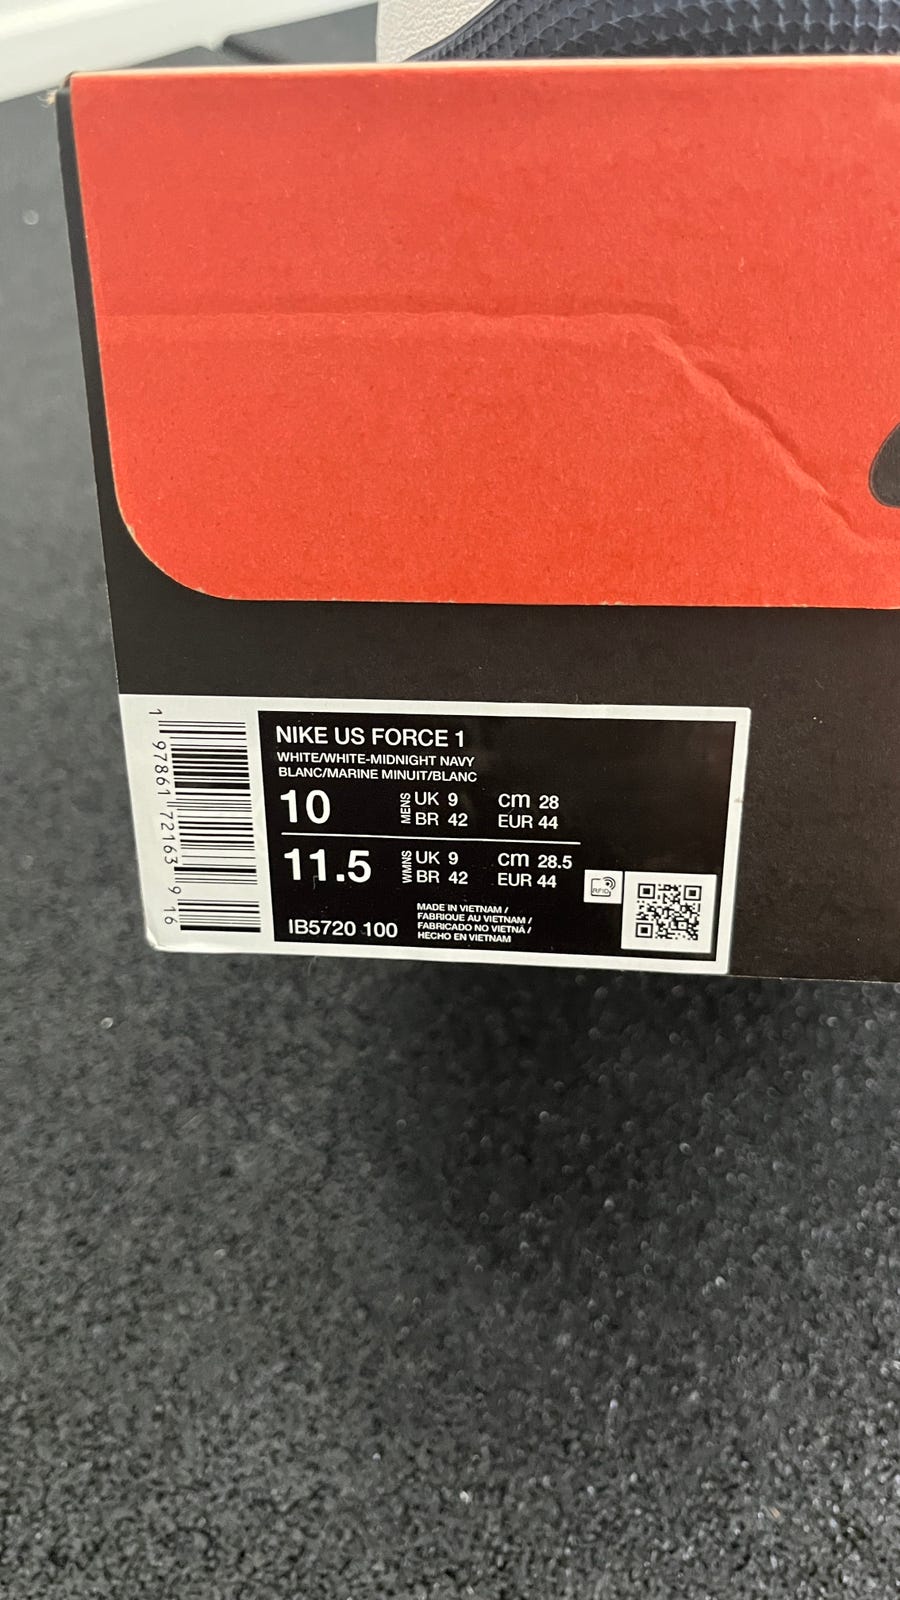 NIKE US FORCE 1
WHITE/WHITE-MIDNIGHT NAVY
BLANC/MARINE MINUIT/BLANC
10 MENS UK 9 cm 28
BR 42 EUR 44
11.5 WMNS UK 9 cm 28.5
BR 42 EUR 44
RFID
IB5720 100
MADE IN VIETNAM /
FABRIQUE AU VIETNAM /
FABRICADO NO VIETNÁ /
HECHO EN VIETNAM
1 97861 72163 9 16